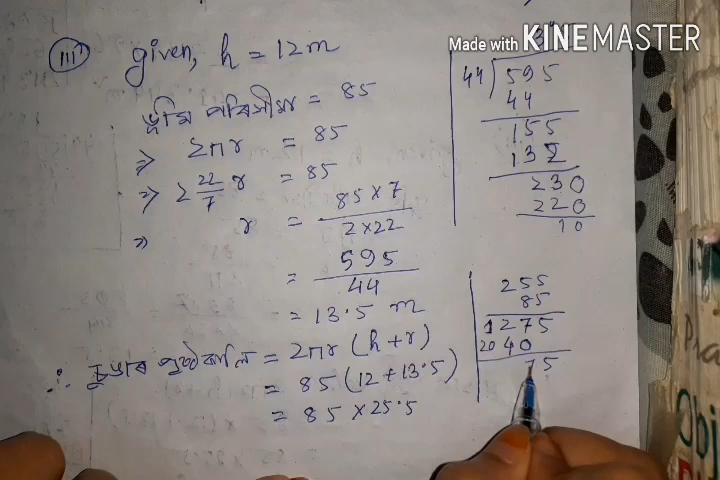 Made with KINEMASTER
(iii) given, h = 12m
ভূমিৰ পৰিসীমা = 85
⇒ 2πr = 85
⇒ 2 22/7 r = 85
⇒ r = 85 × 7 / 2 × 22
= 595 / 44
= 13.5 m
∴ চুঙাৰ পৃষ্ঠকালি = 2πr (h + r)
= 85 (12 + 13.5)
= 85 × 25.5
44 ) 595
44
155
132
230
220
10
255
85
1275
2040
75